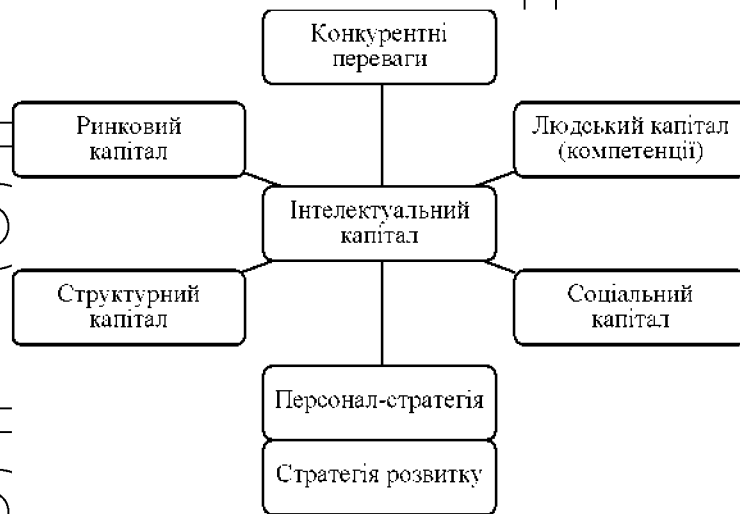 Конкурентні
переваги
Ринковий
капітал
Людський капітал
(компетенції)
Інтелектуальний
капітал
Структурний
капітал
Соціальний
капітал
Персонал-стратегія
Стратегія розвитку